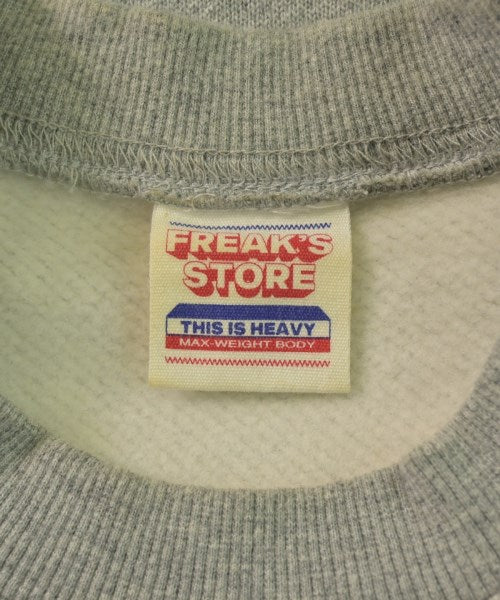 FREAK'S
STORE
THIS IS HEAVY
MAX-WEIGHT BODY